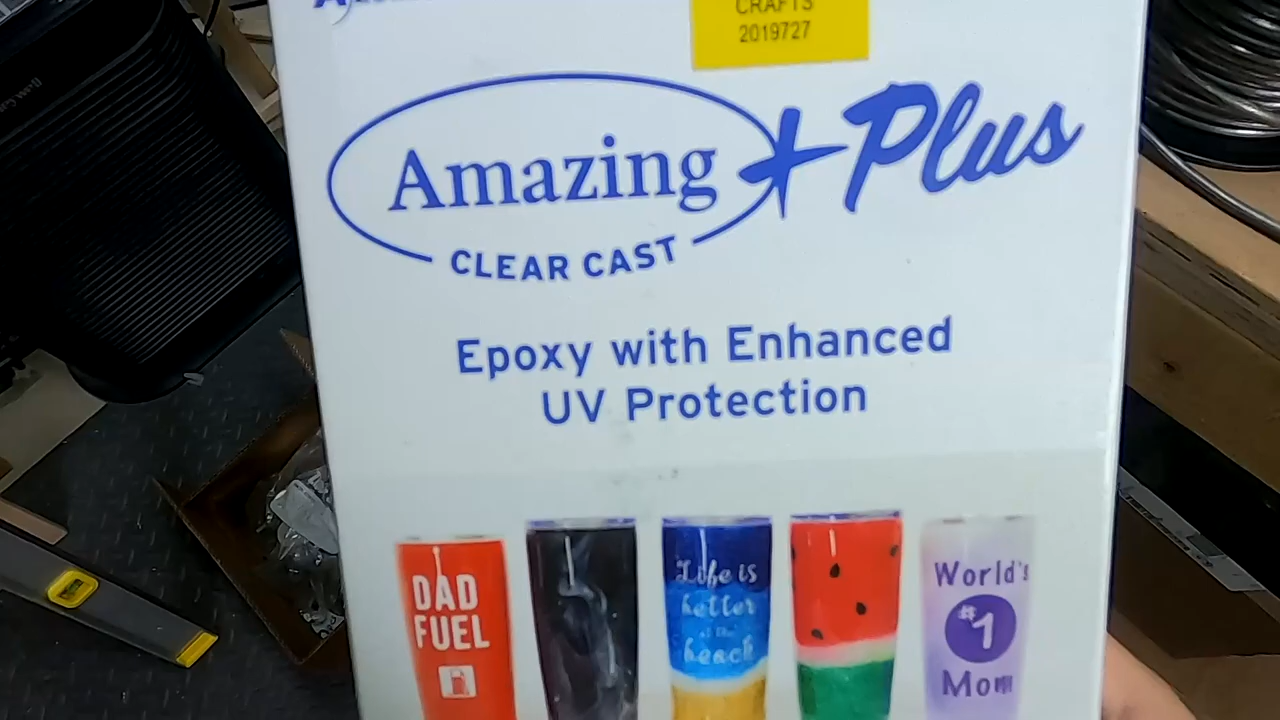 CRAFTS
2019727
Amazing Plus
CLEAR CAST
Epoxy with Enhanced
UV Protection
DAD
FUEL
Life is
better
at the
beach
World's
#1
Mom